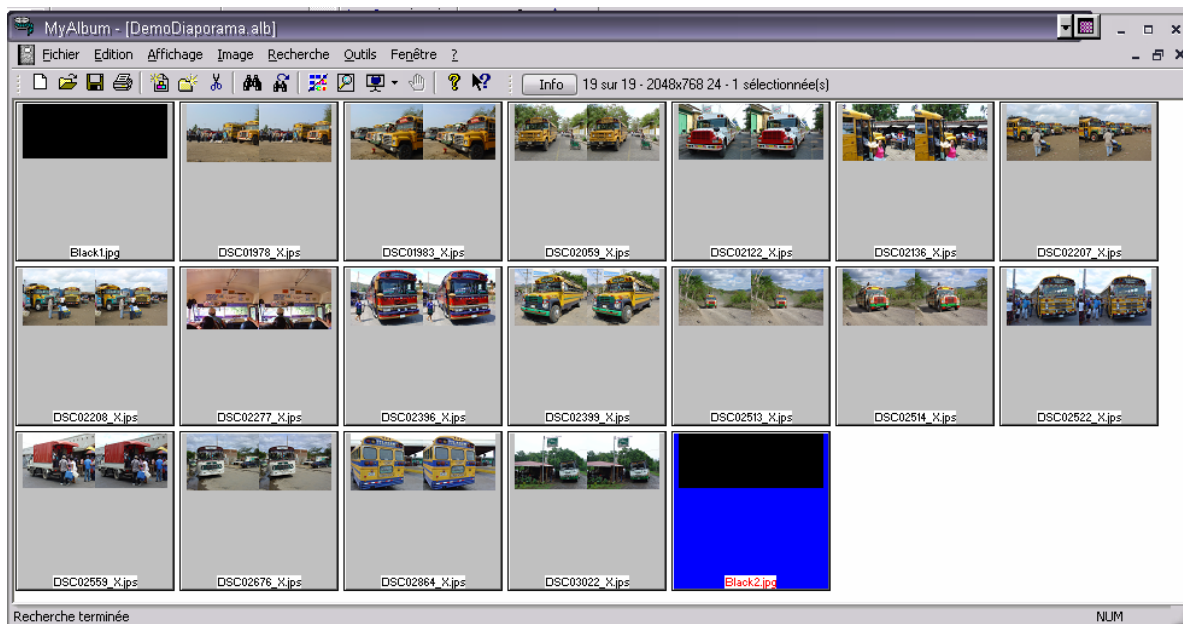 MyAlbum - [DemoDiaporama.alb]
Fichier Edition Affichage Image Recherche Outils Fenêtre ?
Info 19 sur 19 - 2048x768 24 - 1 sélectionnée(s)
Black1.jpg DSC01978_X.jps DSC01983_X.jps DSC02059_X.jps DSC02122_X.jps DSC02136_X.jps DSC02207_X.jps
DSC02208_X.jps DSC02277_X.jps DSC02396_X.jps DSC02399_X.jps DSC02513_X.jps DSC02514_X.jps DSC02522_X.jps
DSC02559_X.jps DSC02676_X.jps DSC02864_X.jps DSC03022_X.jps Black2.jpg
Recherche terminée NUM